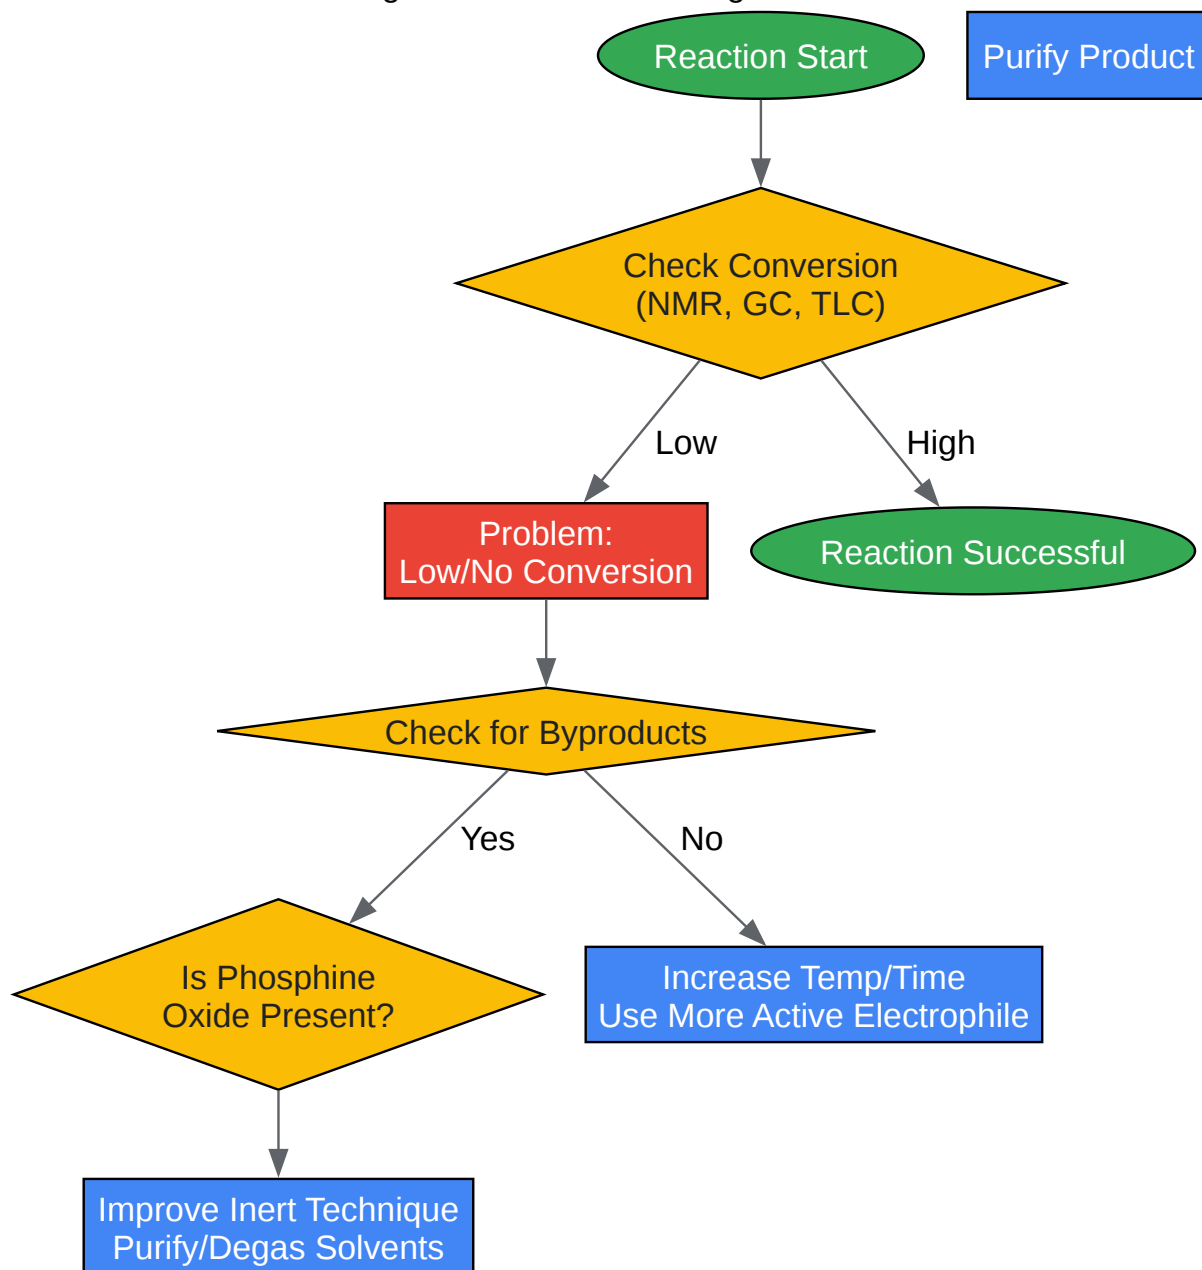 Reaction Start
Purify Product
Check Conversion
(NMR, GC, TLC)
Low
High
Problem:
Low/No Conversion
Reaction Successful
Check for Byproducts
Yes
No
Is Phosphine
Oxide Present?
Increase Temp/Time
Use More Active Electrophile
Improve Inert Technique
Purify/Degas Solvents